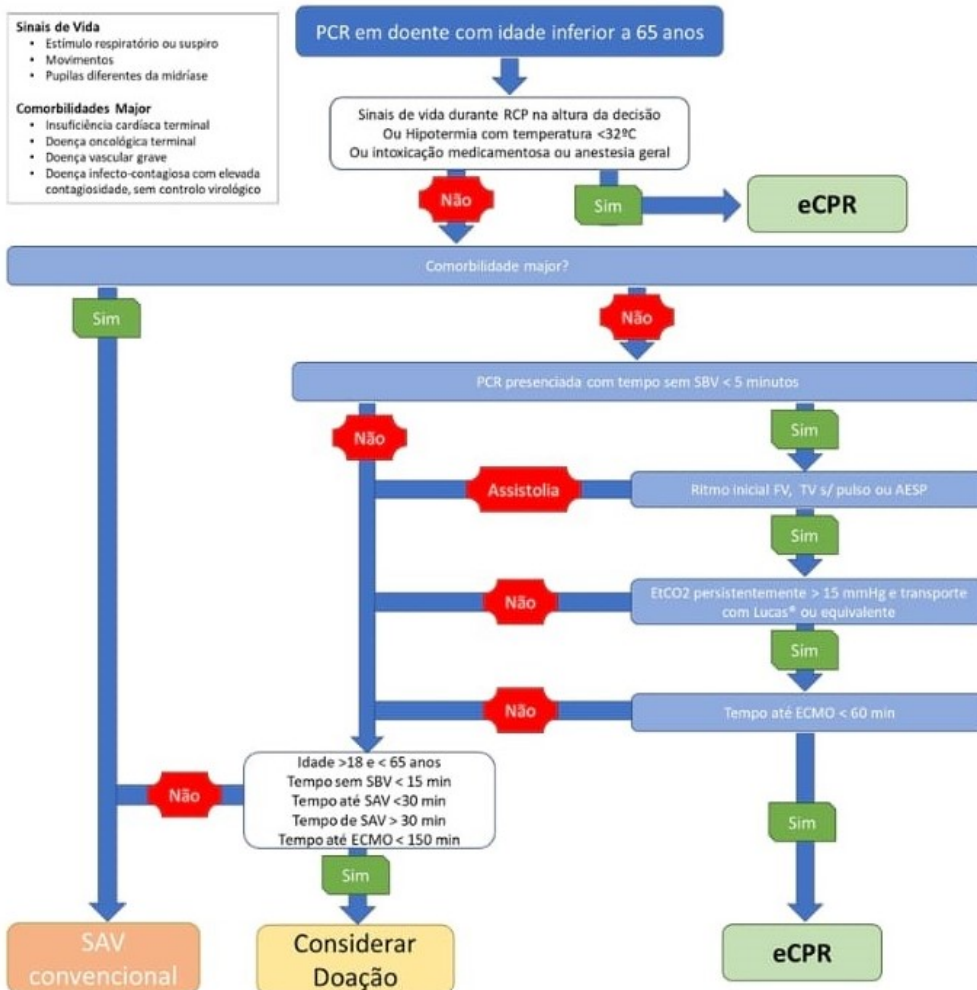 Sinais de Vida
• Estímulo respiratório ou suspiro
• Movimentos
• Pupilas diferentes da midríase
Comorbilidades Major
• Insuficiência cardíaca terminal
• Doença oncológica terminal
• Doença vascular grave
• Doença infecto-contagiosa com elevada
contagiosidade, sem controlo virológico
PCR em doente com idade inferior a 65 anos
Sinais de vida durante RCP na altura da decisão
Ou Hipotermia com temperatura <32ºC
Ou intoxicação medicamentosa ou anestesia geral
Não
Sim
eCPR
Comorbilidade major?
Sim
Não
PCR presenciada com tempo sem SBV < 5 minutos
Não
Sim
Assistolia
Ritmo inicial FV, TV s/ pulso ou AESP
Sim
Não
EtCO2 persistentemente > 15 mmHg e transporte
com Lucas® ou equivalente
Sim
Não
Tempo até ECMO < 60 min
Não
Idade >18 e < 65 anos
Tempo sem SBV < 15 min
Tempo até SAV <30 min
Tempo de SAV > 30 min
Tempo até ECMO < 150 min
Sim
Sim
SAV
convencional
Considerar
Doação
eCPR